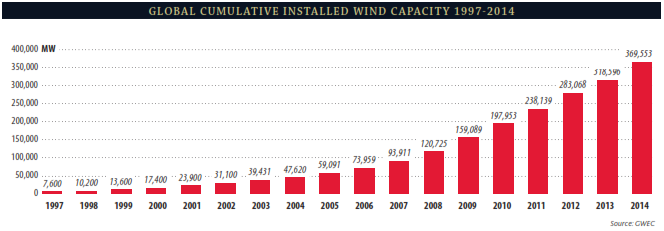 GLOBAL CUMULATIVE INSTALLED WIND CAPACITY 1997-2014
400,000 MW
350,000
300,000
250,000
200,000
150,000
100,000
50,000
0
7,600 10,200 13,600 17,400 23,900 31,100 39,431 47,620 59,091 73,959 93,911 120,725 159,089 197,953 238,139 283,068 318,596 369,553
1997 1998 1999 2000 2001 2002 2003 2004 2005 2006 2007 2008 2009 2010 2011 2012 2013 2014
Source: GWEC